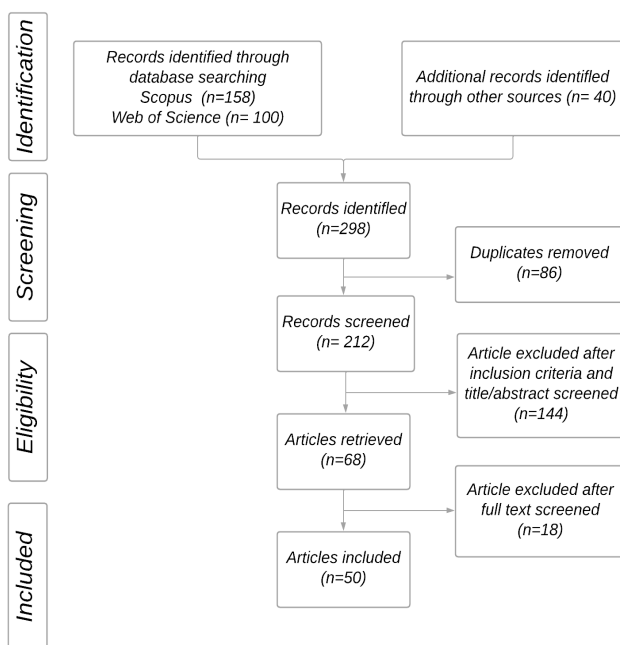 Identification
Records identified through
database searching
Scopus (n=158)
Web of Science (n= 100)
Additional records identified
through other sources (n= 40)
Screening
Records identified
(n=298)
Duplicates removed
(n=86)
Records screened
(n= 212)
Eligibility
Article excluded after
inclusion criteria and
title/abstract screened
(n=144)
Articles retrieved
(n=68)
Article excluded after
full text screened
(n=18)
Included
Articles included
(n=50)